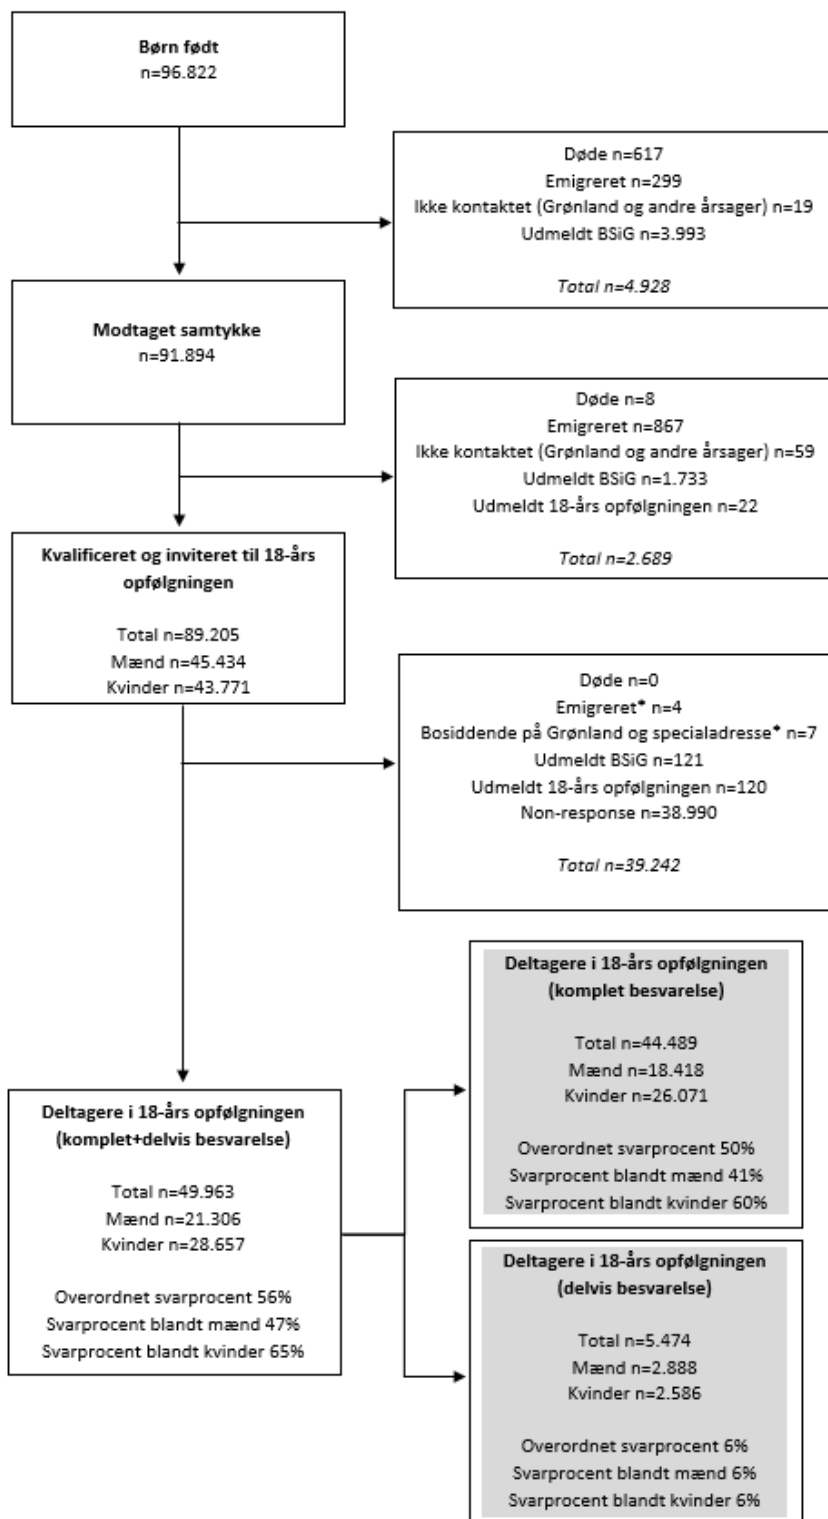 Børn født
n=96.822
Døde n=617
Emigreret n=299
Ikke kontaktet (Grønland og andre årsager) n=19
Udmeldt BSiG n=3.993
Total n=4.928
Modtaget samtykke
n=91.894
Døde n=8
Emigreret n=867
Ikke kontaktet (Grønland og andre årsager) n=59
Udmeldt BSiG n=1.733
Udmeldt 18-års opfølgningen n=22
Total n=2.689
Kvalificeret og inviteret til 18-års
opfølgningen
Total n=89.205
Mænd n=45.434
Kvinder n=43.771
Døde n=0
Emigreret* n=4
Bosiddende på Grønland og specialadresse* n=7
Udmeldt BSiG n=121
Udmeldt 18-års opfølgningen n=120
Non-response n=38.990
Total n=39.242
Deltagere i 18-års opfølgningen
(komplet+delvis besvarelse)
Total n=49.963
Mænd n=21.306
Kvinder n=28.657
Overordnet svarprocent 56%
Svarprocent blandt mænd 47%
Svarprocent blandt kvinder 65%
Deltagere i 18-års opfølgningen
(komplet besvarelse)
Total n=44.489
Mænd n=18.418
Kvinder n=26.071
Overordnet svarprocent 50%
Svarprocent blandt mænd 41%
Svarprocent blandt kvinder 60%
Deltagere i 18-års opfølgningen
(delvis besvarelse)
Total n=5.474
Mænd n=2.888
Kvinder n=2.586
Overordnet svarprocent 6%
Svarprocent blandt mænd 6%
Svarprocent blandt kvinder 6%